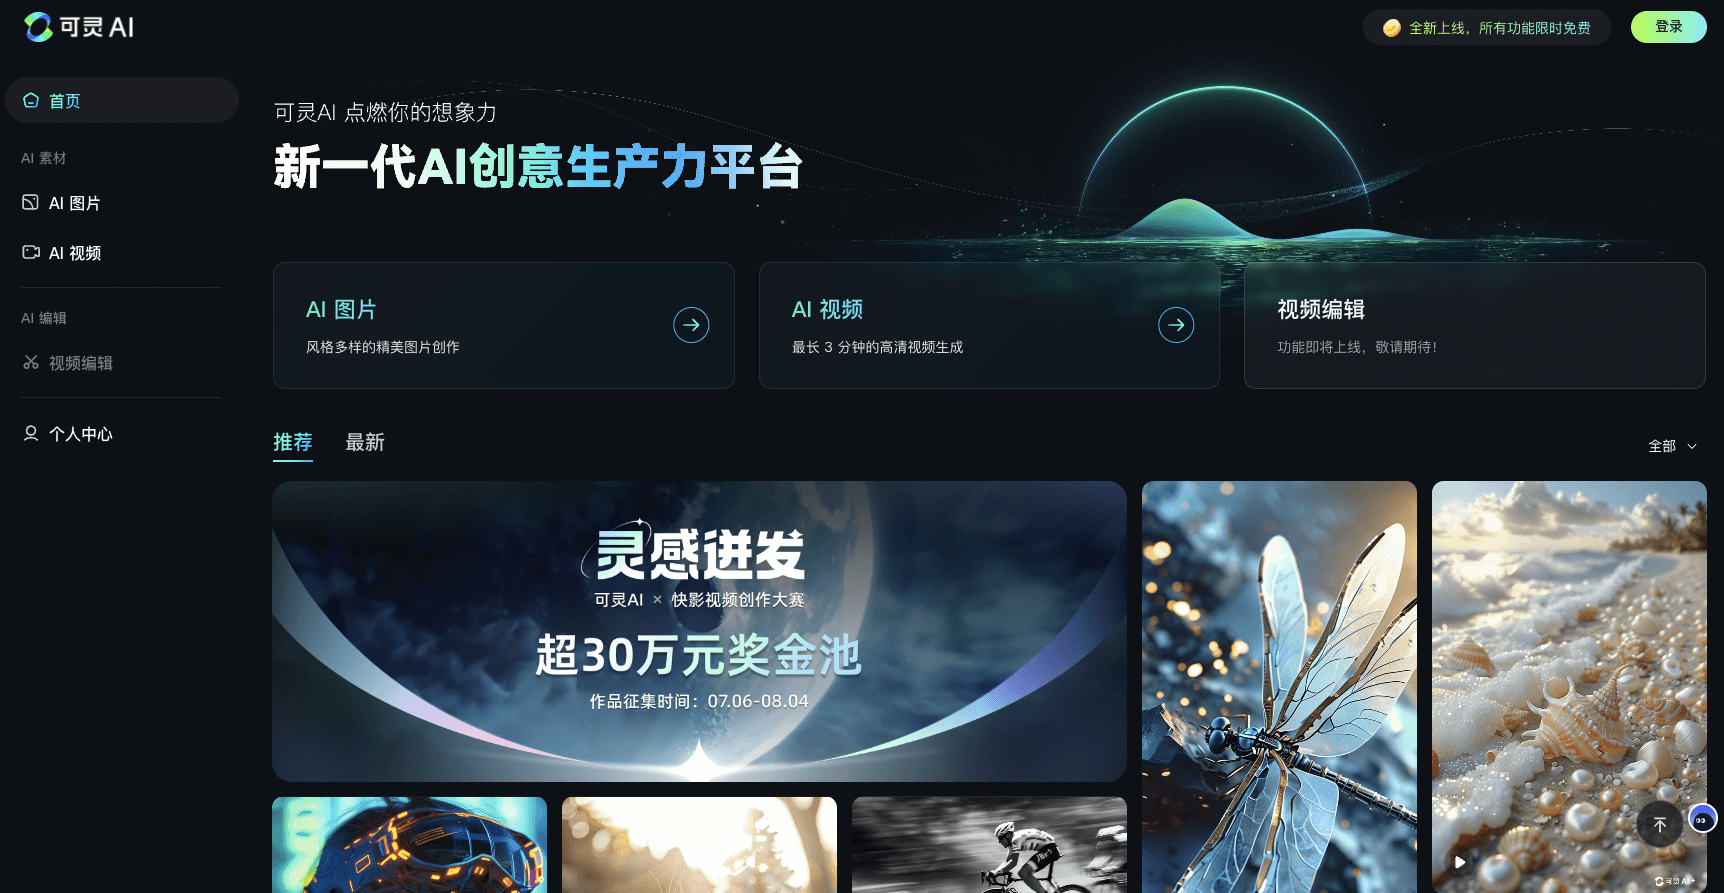 可灵 AI
全新上线，所有功能限时免费
登录
首页
AI 素材
AI 图片
AI 视频
AI 编辑
视频编辑
个人中心
可灵AI 点燃你的想象力
新一代AI创意生产力平台
AI 图片
风格多样的精美图片创作
AI 视频
最长 3 分钟的高清视频生成
视频编辑
功能即将上线，敬请期待！
推荐
最新
全部
灵感迸发
可灵AI × 快影视频创作大赛
超30万元奖金池
作品征集时间：07.06-08.04
可灵AI